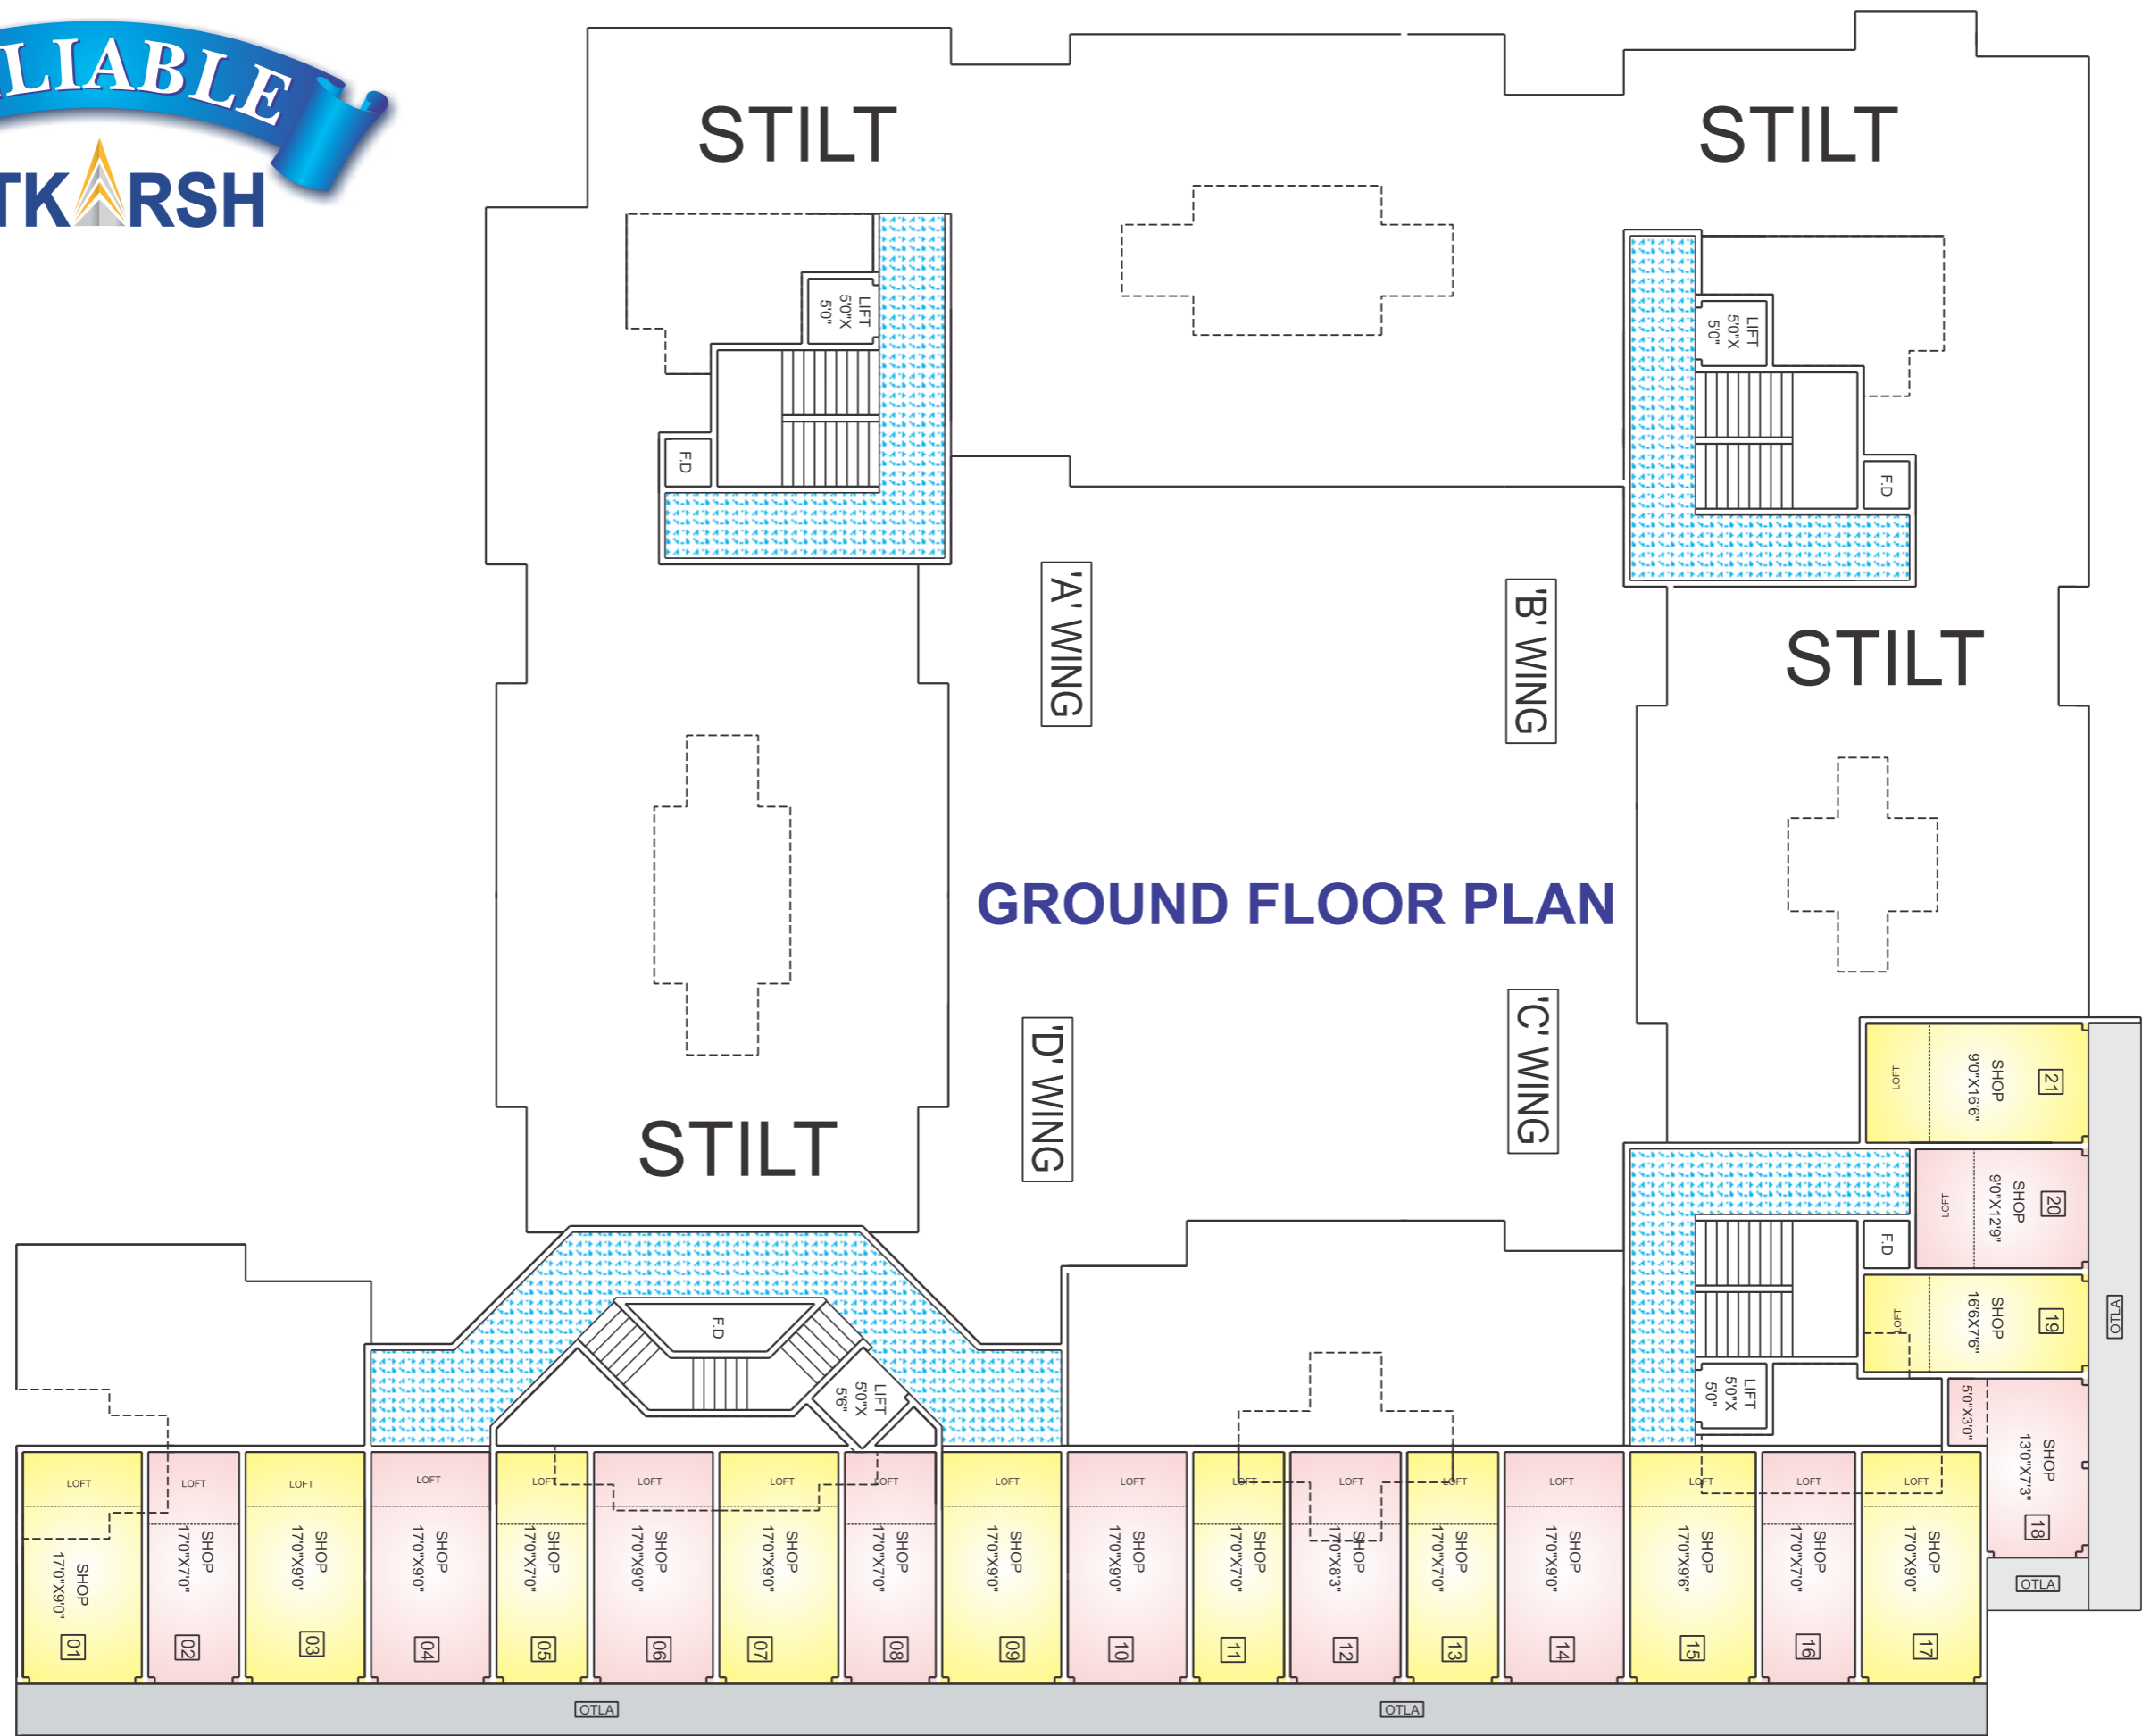 LIABLE
TKARSH
STILT
STILT
LIFT
5'0"X
5'0"
F.D
LIFT
5'0"X
5'0"
F.D
'A' WING
'B' WING
STILT
GROUND FLOOR PLAN
'D' WING
'C' WING
STILT
21
SHOP
9'0"X16'6"
LOFT
20
SHOP
9'0"X12'9"
LOFT
F.D
19
SHOP
16'6X7'6"
LOFT
OTLA
F.D
LIFT
5'0"X
5'6"
LIFT
5'0"X
5'0"
5'0"X3'0"
SHOP
13'0"X7'3"
18
OTLA
LOFT
SHOP
17'0"X9'0"
01
LOFT
SHOP
17'0"X7'0"
02
LOFT
SHOP
17'0"X9'0'
03
LOFT
SHOP
17'0"X9'0"
04
LOFT
SHOP
17'0"X7'0"
05
LOFT
SHOP
17'0"X9'0"
06
LOFT
SHOP
17'0"X9'0"
07
LOFT
SHOP
17'0"X7'0"
08
LOFT
SHOP
17'0"X9'0"
09
LOFT
SHOP
17'0"X9'0"
10
LOFT
SHOP
17'0"X7'0"
11
LOFT
SHOP
17'0"X8'3"
12
LOFT
SHOP
17'0"X7'0"
13
LOFT
SHOP
17'0"X9'0"
14
LOFT
SHOP
17'0"X9'6"
15
LOFT
SHOP
17'0"X7'0"
16
LOFT
SHOP
17'0"X9'0"
17
OTLA
OTLA